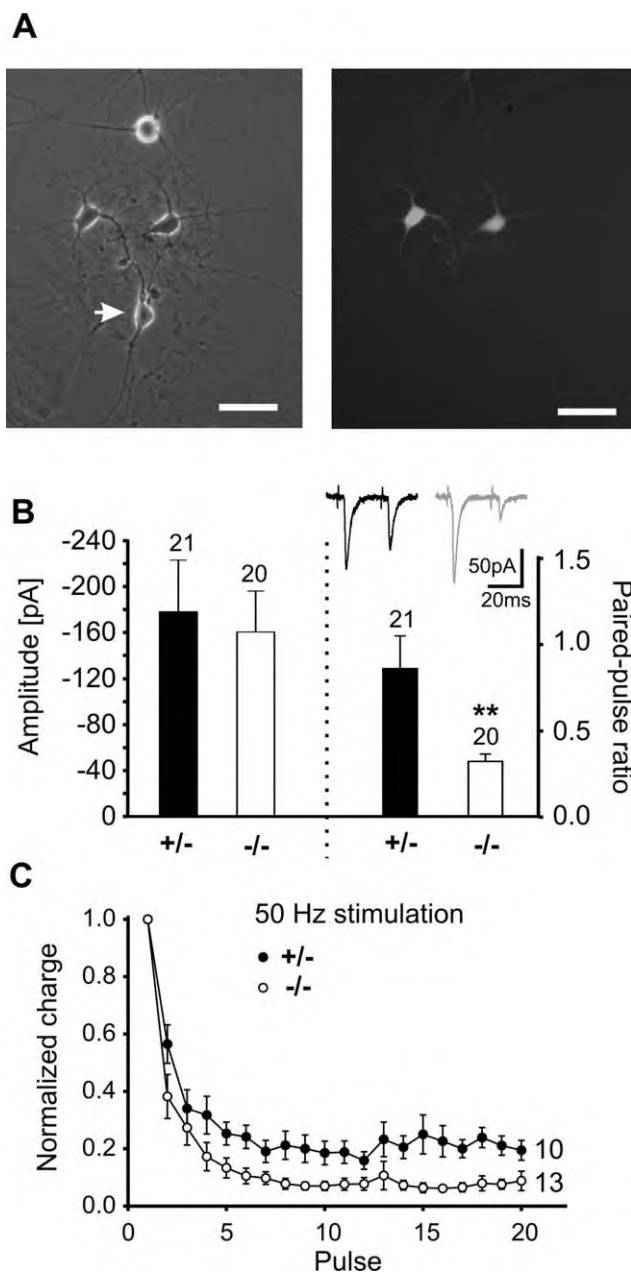 A
B
Amplitude [pA]
-240
-200
-160
-120
-80
-40
0
21
20
+/-
-/-
50pA
20ms
21
**
20
+/-
-/-
1.5
1.0
0.5
0.0
Paired-pulse ratio
C
50 Hz stimulation
+/-
-/-
Normalized charge
1.0
0.8
0.6
0.4
0.2
0.0
10
13
0 5 10 15 20
Pulse